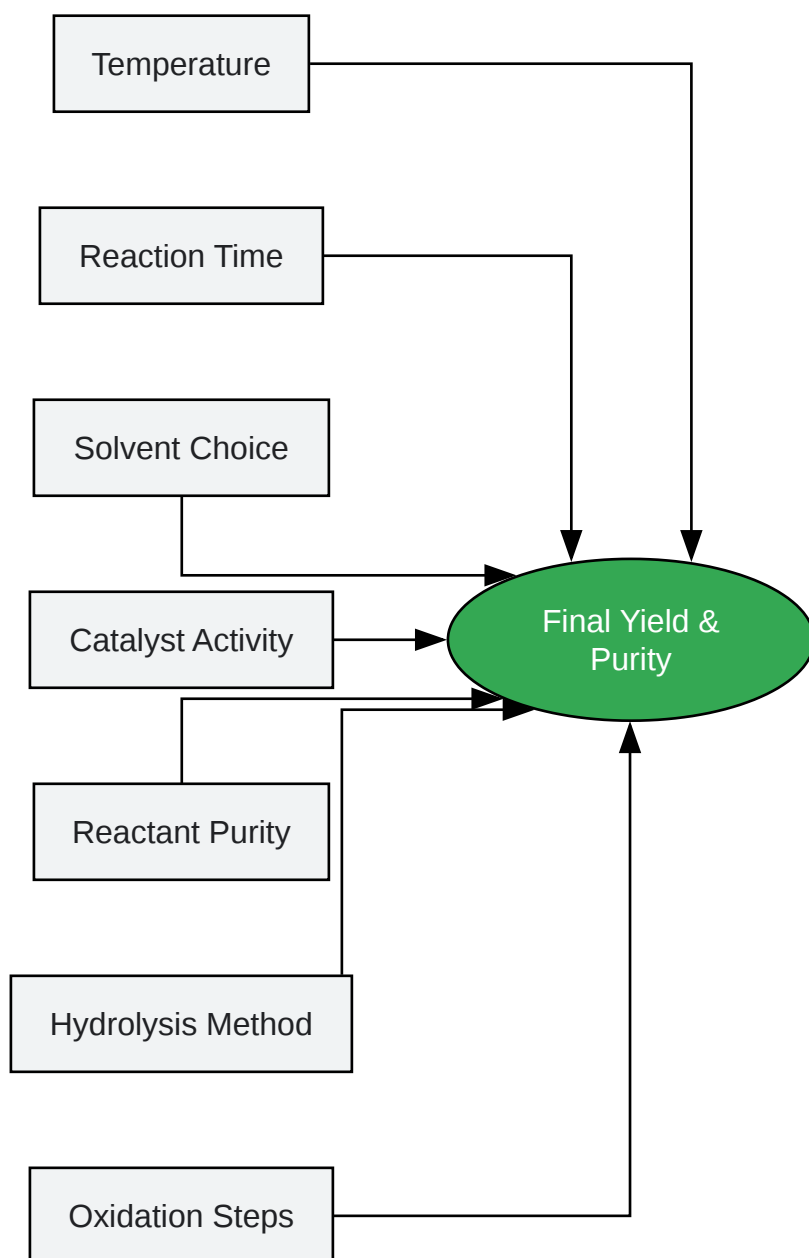 Temperature
Reaction Time
Solvent Choice
Catalyst Activity
Final Yield &
Purity
Reactant Purity
Hydrolysis Method
Oxidation Steps